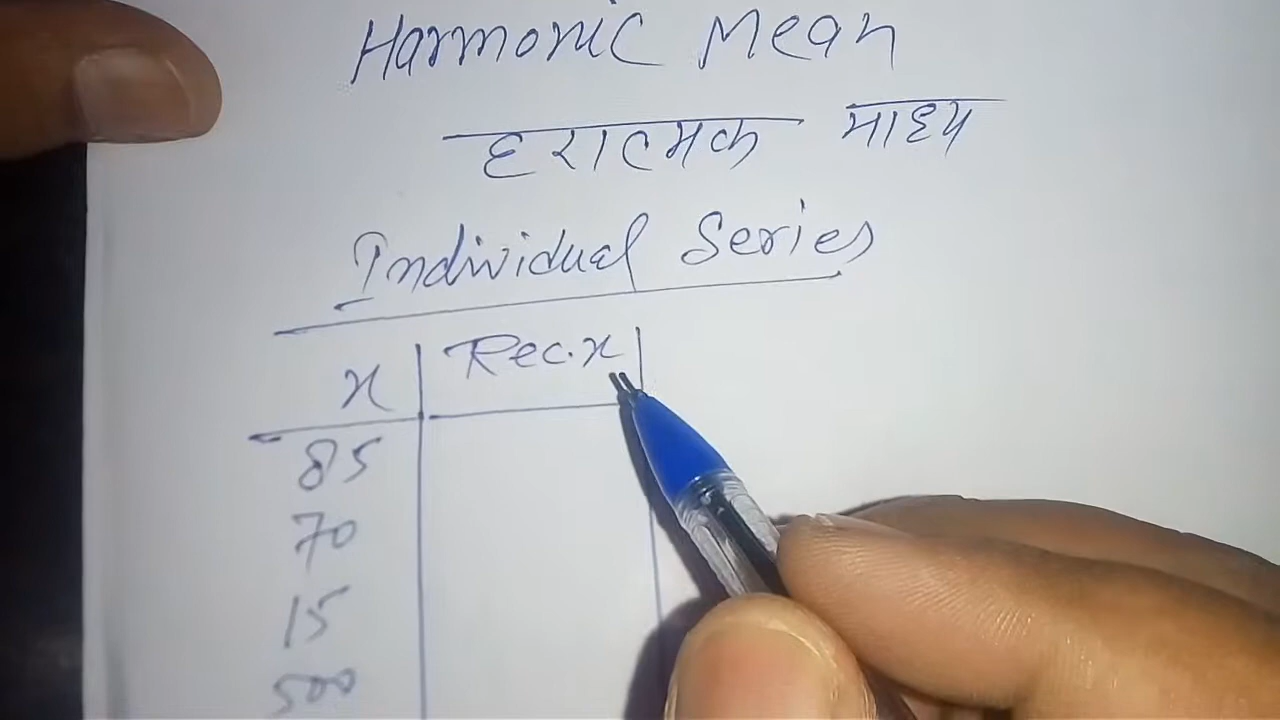 Harmonic Mean
हरात्मक माध्य
Individual Series
x Rec.x
85
70
15
500